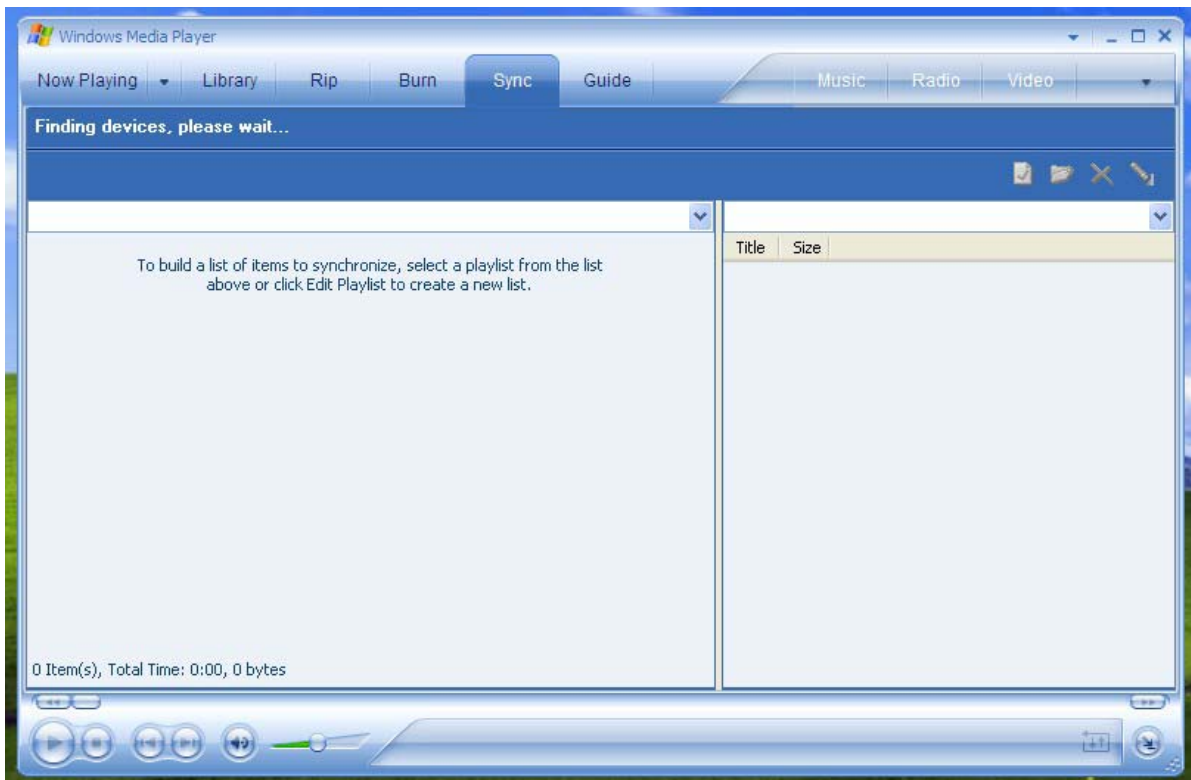 Windows Media Player
Now Playing Library Rip Burn Sync Guide Music Radio Video
Finding devices, please wait...
To build a list of items to synchronize, select a playlist from the list
above or click Edit Playlist to create a new list.
Title Size
0 Item(s), Total Time: 0:00, 0 bytes